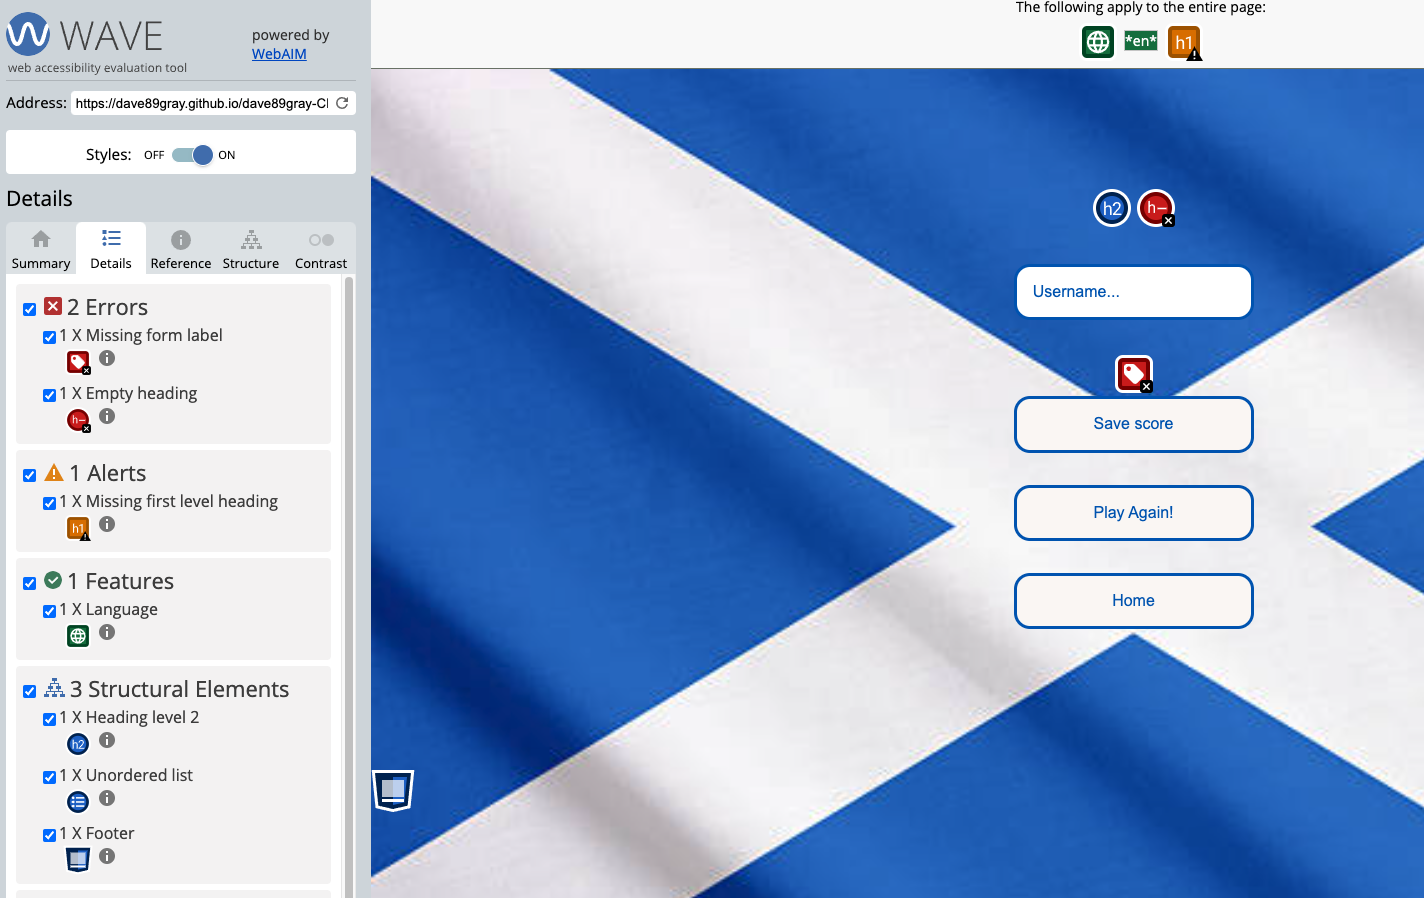 WAVE
web accessibility evaluation tool
powered by
WebAIM
Address: https://dave89gray.github.io/dave89gray-CI
Styles: OFF ON
Details
Summary Details Reference Structure Contrast
2 Errors
1 X Missing form label
1 X Empty heading
h–
1 Alerts
1 X Missing first level heading
h1
1 Features
1 X Language
3 Structural Elements
1 X Heading level 2
h2
1 X Unordered list
1 X Footer
The following apply to the entire page:
*en* h1
h2 h–
Username...
Save score
Play Again!
Home